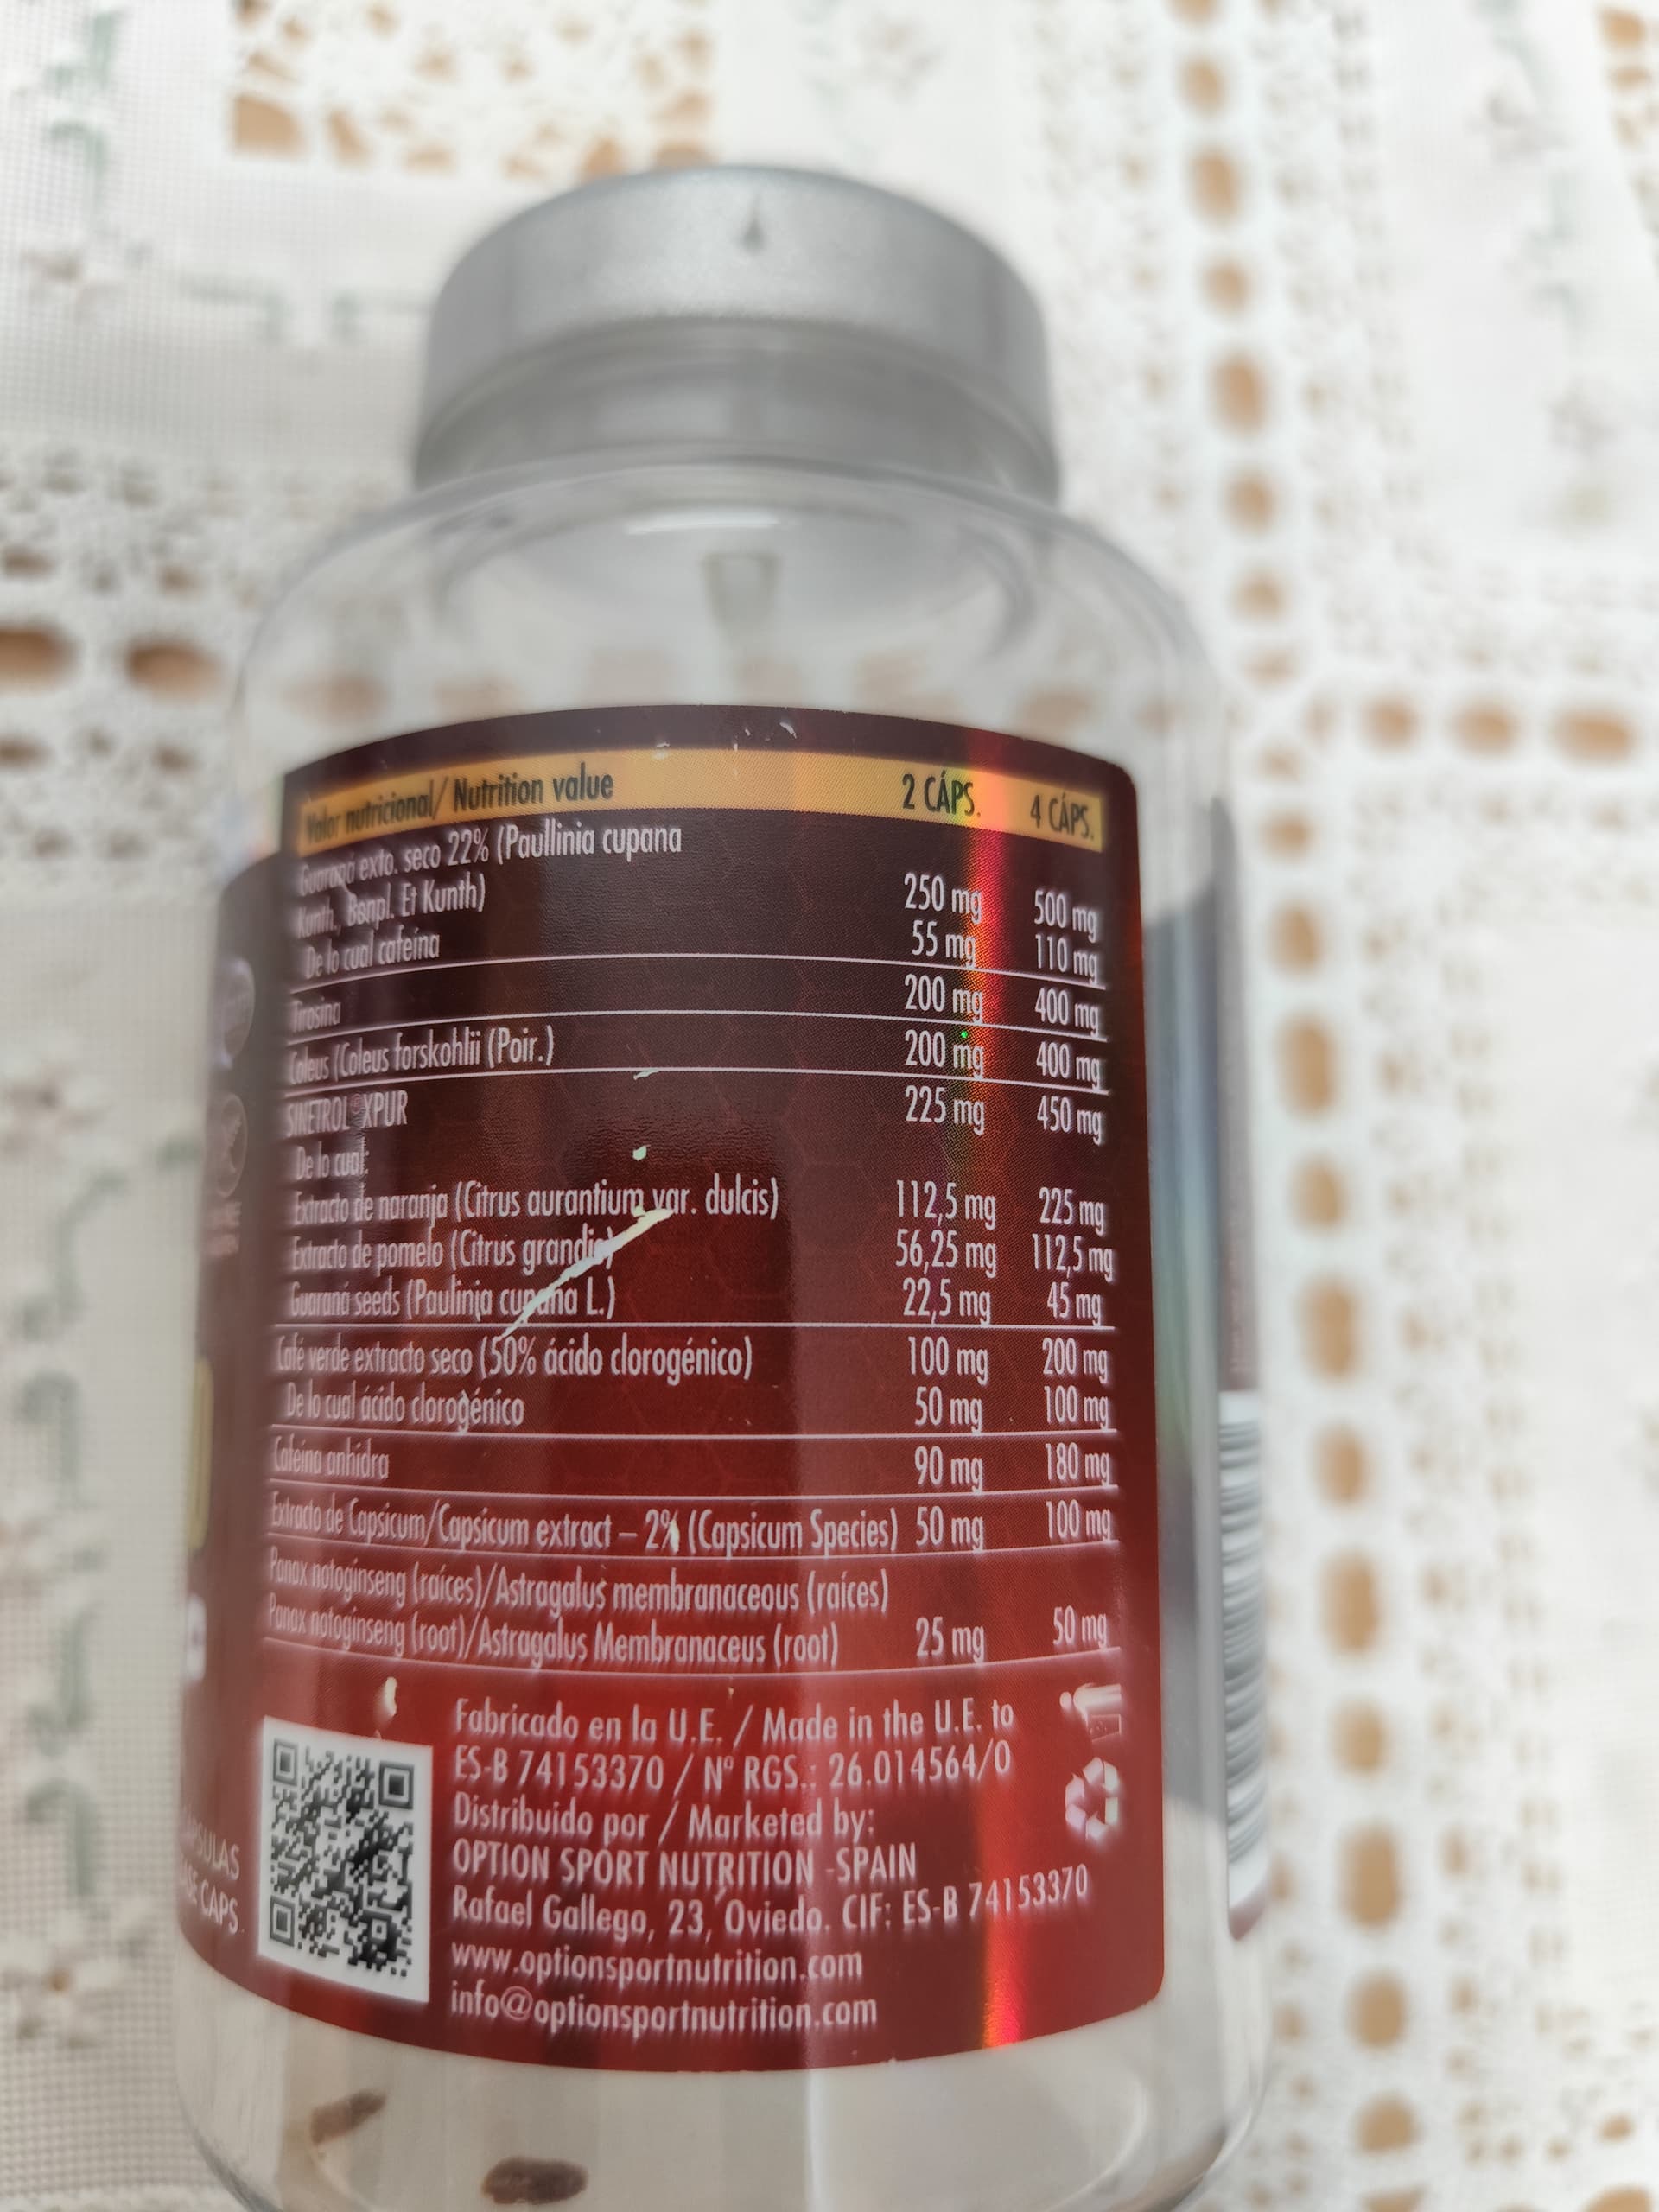 Valor nutricional/ Nutrition value 2 CÁPS. 4 CÁPS.
Guaraná exto. seco 22% (Paullinia cupana
Kunth., Bonpl. Et Kunth) 250 mg 500 mg
De lo cual cafeína 55 mg 110 mg
Tirosina 200 mg 400 mg
Coleus (Coleus forskohlii (Poir.) 200 mg 400 mg
SINETROL® XPUR 225 mg 450 mg
De lo cual:
Extracto de naranja (Citrus aurantium var. dulcis) 112,5 mg 225 mg
Extracto de pomelo (Citrus grandis) 56,25 mg 112,5 mg
Guaraná seeds (Paulinia cupana L.) 22,5 mg 45 mg
Café verde extracto seco (50% ácido clorogénico) 100 mg 200 mg
De lo cual ácido clorogénico 50 mg 100 mg
Cafeína anhidra 90 mg 180 mg
Extracto de Capsicum/Capsicum extract – 2% (Capsicum Species) 50 mg 100 mg
Panax notoginseng (raíces)/Astragalus membranaceous (raíces)
Panax notoginseng (root)/Astragalus Membranaceus (root) 25 mg 50 mg
Fabricado en la U.E. / Made in the U.E. to
ES-B 74153370 / Nº RGS.: 26.014564/O
Distribuido por / Marketed by:
OPTION SPORT NUTRITION -SPAIN
Rafael Gallego, 23, Oviedo. CIF: ES-B 74153370
www.optionsportnutrition.com
info@optionsportnutrition.com
CAPS.